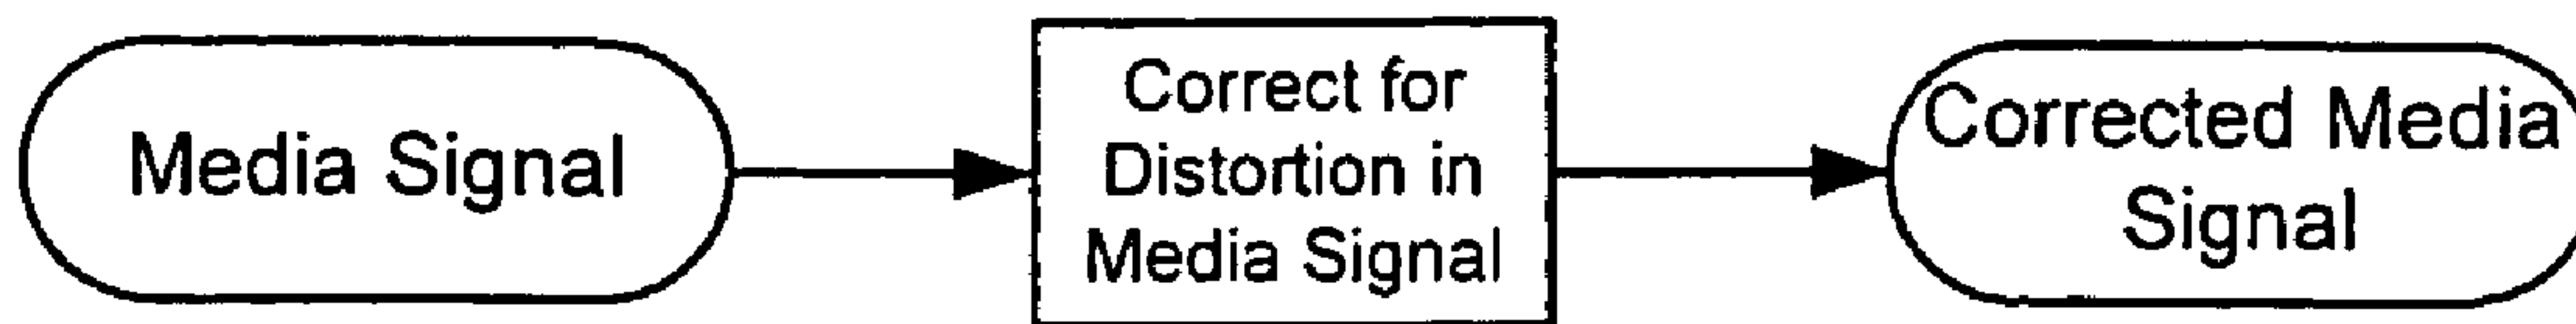 Media Signal
Correct for
Distortion in
Media Signal
Corrected Media
Signal